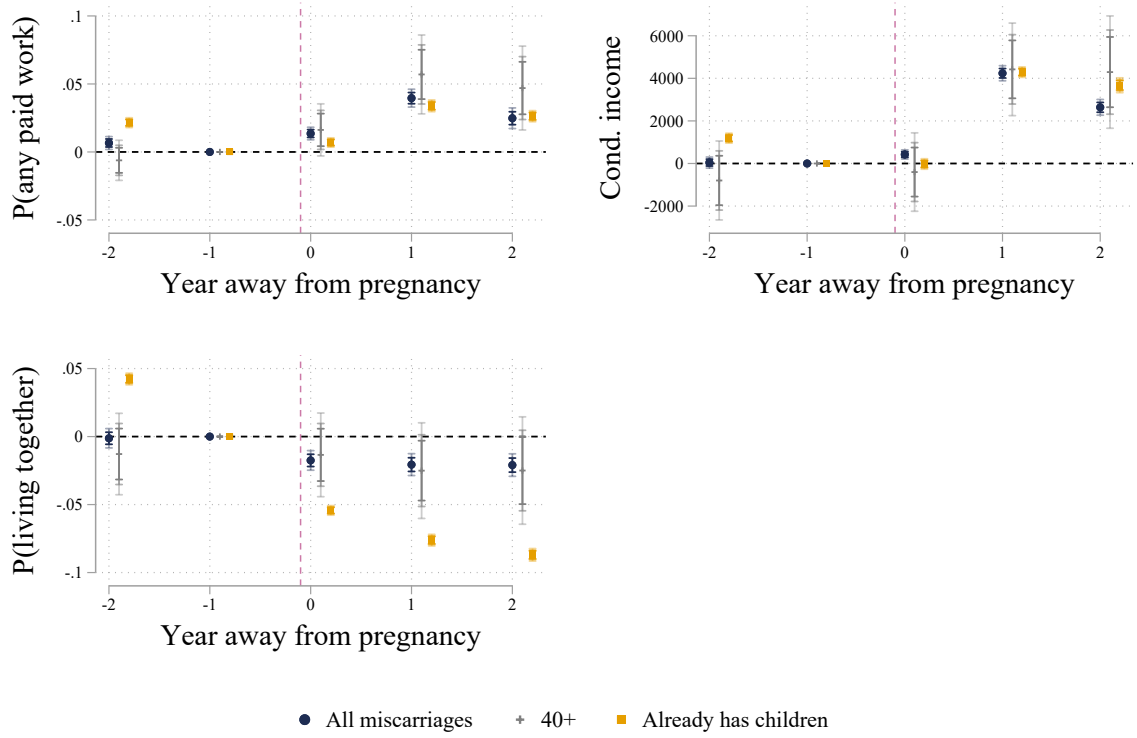 P(any paid work)
.1
.05
0
-.05
-2 -1 0 1 2
Year away from pregnancy
Cond. income
6000
4000
2000
0
-2000
-2 -1 0 1 2
Year away from pregnancy
P(living together)
.05
0
-.05
-.1
-2 -1 0 1 2
Year away from pregnancy
All miscarriages 40+ Already has children